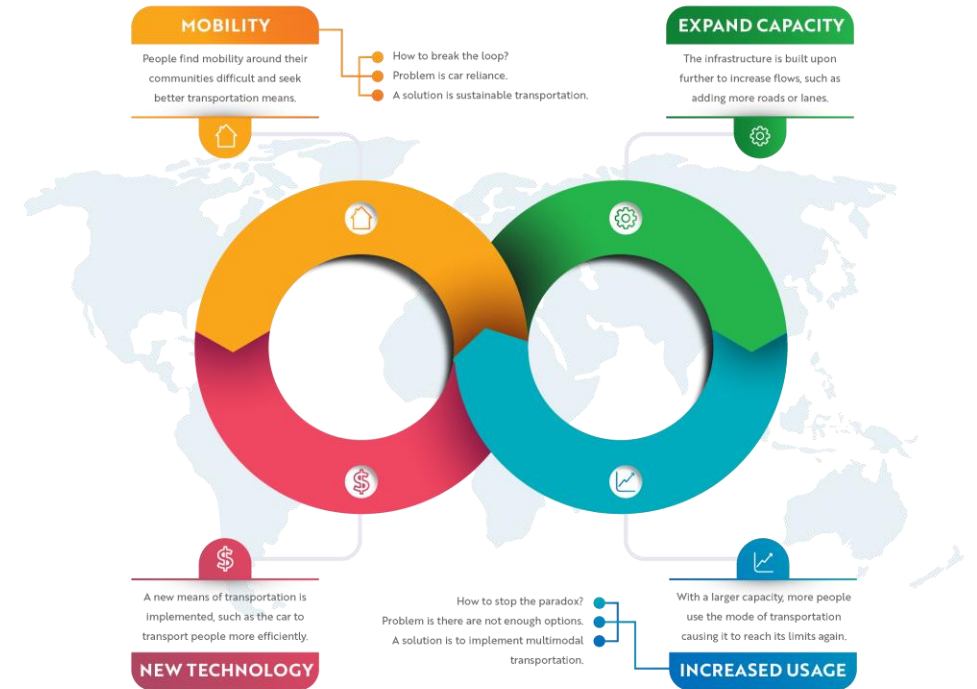 MOBILITY
People find mobility around their
communities difficult and seek
better transportation means.
How to break the loop?
Problem is car reliance.
A solution is sustainable transportation.
EXPAND CAPACITY
The infrastructure is built upon
further to increase flows, such as
adding more roads or lanes.
A new means of transportation is
implemented, such as the car to
transport people more efficiently.
NEW TECHNOLOGY
How to stop the paradox?
Problem is there are not enough options.
A solution is to implement multimodal
transportation.
With a larger capacity, more people
use the mode of transportation
causing it to reach its limits again.
INCREASED USAGE